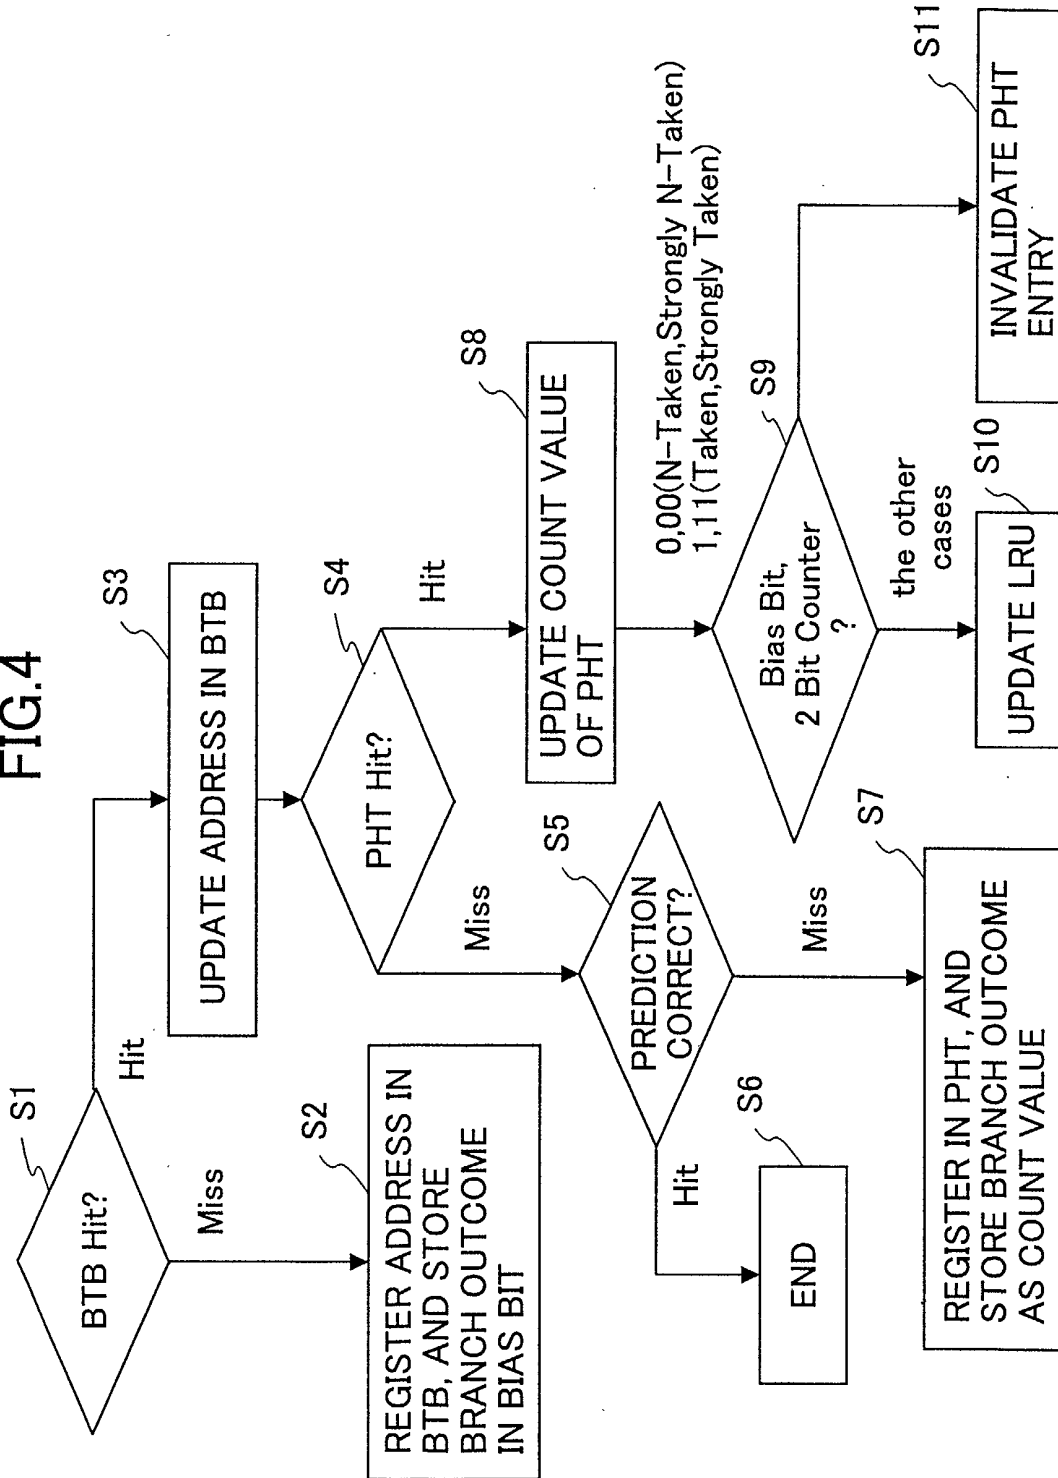 FIG.4
S1
BTB Hit?
Hit
Miss
S2
REGISTER ADDRESS IN
BTB, AND STORE
BRANCH OUTCOME
IN BIAS BIT
S3
UPDATE ADDRESS IN BTB
S4
PHT Hit?
Hit
Miss
S5
PREDICTION
CORRECT?
Hit
Miss
S6
END
S7
REGISTER IN PHT, AND
STORE BRANCH OUTCOME
AS COUNT VALUE
S8
UPDATE COUNT VALUE
OF PHT
0,00(N-Taken,Strongly N-Taken)
1,11(Taken,Strongly Taken)
S9
Bias Bit,
2 Bit Counter
?
the other
cases
S10
UPDATE LRU
S11
INVALIDATE PHT
ENTRY